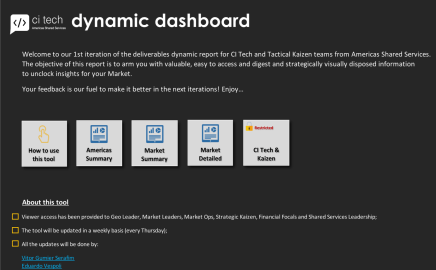 </> ci tech dynamic dashboard
Americas Shared Services
Welcome to our 1st iteration of the deliverables dynamic report for CI Tech and Tactical Kaizen teams from Americas Shared Services.
The objective of this report is to arm you with valuable, easy to access and digest and strategically visually disposed information
to unclock insights for your Market.
Your feedback is our fuel to make it better in the next iterations! Enjoy...
How to use
this tool
Americas
Summary
Market
Summary
Market
Detailed
Restricted
CI Tech &
Kaizen
About this tool
Viewer access has been provided to Geo Leader, Market Leaders, Market Ops, Strategic Kaizen, Financial Focals and Shared Services Leadership;
The tool will be updated in a weekly basis (every Thursday);
All the updates will be done by:
Vitor Gunser Serafim
Eduardo Vaspoli